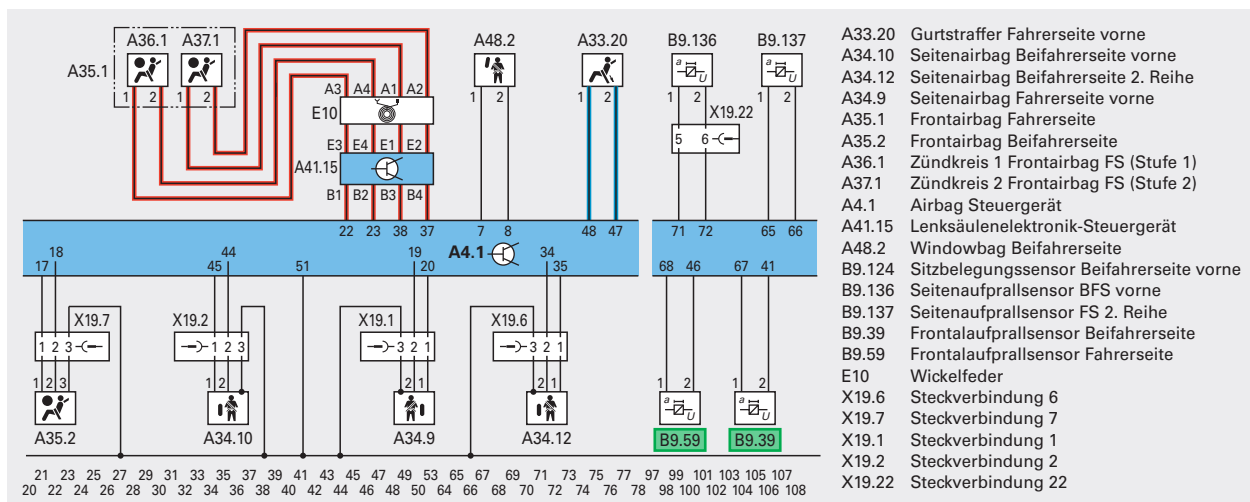 A36.1 A37.1 A48.2 A33.20 B9.136 B9.137
A35.1
1 2 1 2 1 2 1 2 1 2 1 2
a U a U
A3 A4 A1 A2
E10
X19.22
5 6
E3 E4 E1 E2
A41.15
B1 B2 B3 B4
22 23 38 37 7 8 48 47 71 72 65 66
A4.1
18 44 19 34
17 45 51 20 35 68 46 67 41
X19.7 X19.2 X19.1 X19.6
1 2 3 1 2 3 3 2 1 3 2 1
1 2 3 1 2 2 1 2 1 1 2 1 2
a U a U
A35.2 A34.10 A34.9 A34.12 B9.59 B9.39
21 23 25 27 29 31 33 35 37 39 41 43 45 47 49 53 65 67 69 71 73 75 77 97 99 101 103 105 107
20 22 24 26 28 30 32 34 36 38 40 42 44 46 48 50 64 66 68 70 72 74 76 78 98 100 102 104 106 108
A33.20 Gurtstraffer Fahrerseite vorne
A34.10 Seitenairbag Beifahrerseite vorne
A34.12 Seitenairbag Beifahrerseite 2. Reihe
A34.9 Seitenairbag Fahrerseite vorne
A35.1 Frontairbag Fahrerseite
A35.2 Frontairbag Beifahrerseite
A36.1 Zündkreis 1 Frontairbag FS (Stufe 1)
A37.1 Zündkreis 2 Frontairbag FS (Stufe 2)
A4.1 Airbag Steuergerät
A41.15 Lenksäulenelektronik-Steuergerät
A48.2 Windowbag Beifahrerseite
B9.124 Sitzbelegungssensor Beifahrerseite vorne
B9.136 Seitenaufprallsensor BFS vorne
B9.137 Seitenaufprallsensor FS 2. Reihe
B9.39 Frontalaufprallsensor Beifahrerseite
B9.59 Frontalaufprallsensor Fahrerseite
E10 Wickelfeder
X19.6 Steckverbindung 6
X19.7 Steckverbindung 7
X19.1 Steckverbindung 1
X19.2 Steckverbindung 2
X19.22 Steckverbindung 22